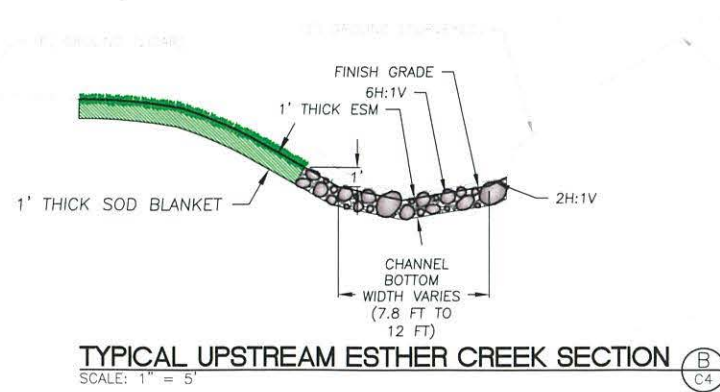 FINISH GRADE
6H:1V
1' THICK ESM
1'
1' THICK SOD BLANKET
2H:1V
CHANNEL
BOTTOM
WIDTH VARIES
(7.8 FT TO
12 FT)
TYPICAL UPSTREAM ESTHER CREEK SECTION
B
C4
SCALE: 1" = 5'